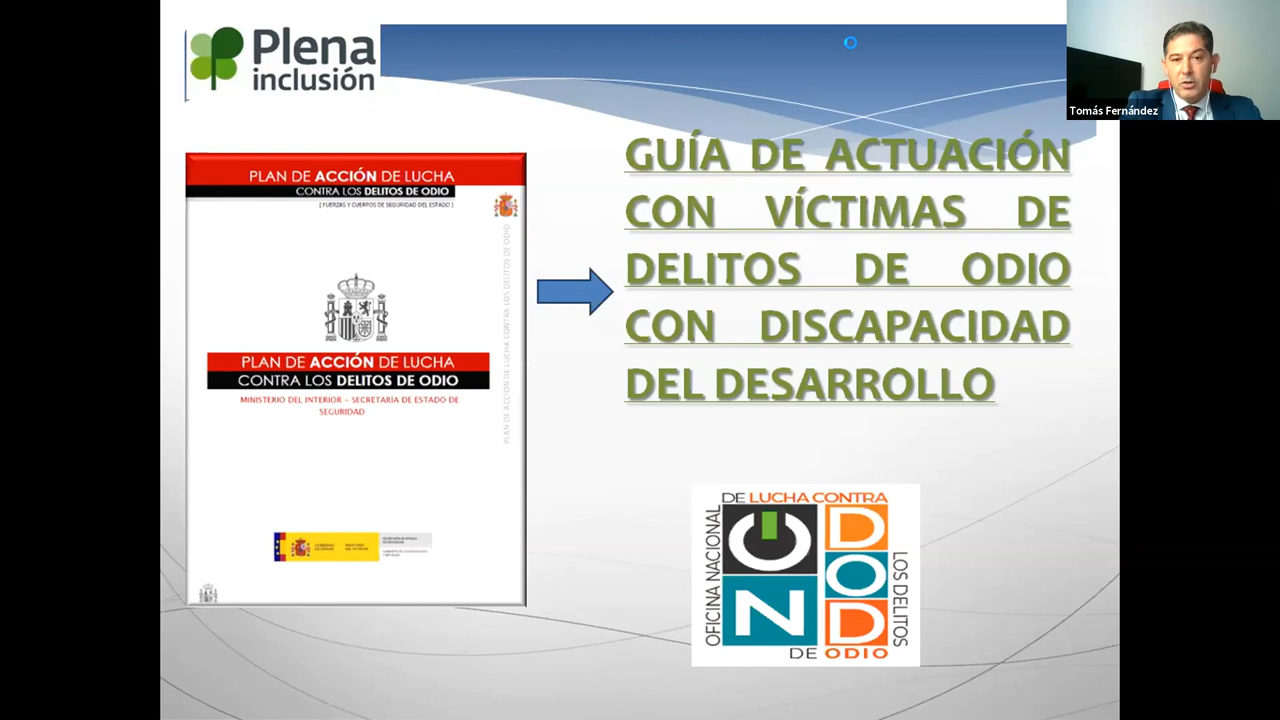 Plena
inclusión
Tomás Fernández
PLAN DE ACCIÓN DE LUCHA
CONTRA LOS DELITOS DE ODIO
[ FUERZAS Y CUERPOS DE SEGURIDAD DEL ESTADO ]
PLAN DE ACCIÓN DE LUCHA CONTRA LOS DELITOS DE ODIO
PLAN DE ACCIÓN DE LUCHA
CONTRA LOS DELITOS DE ODIO
MINISTERIO DEL INTERIOR – SECRETARÍA DE ESTADO DE
SEGURIDAD
GUÍA DE ACTUACIÓN
CON VÍCTIMAS DE
DELITOS DE ODIO
CON DISCAPACIDAD
DEL DESARROLLO
OFICINA NACIONAL
DE LUCHA CONTRA
ON
DOD
LOS DELITOS
DE ODIO